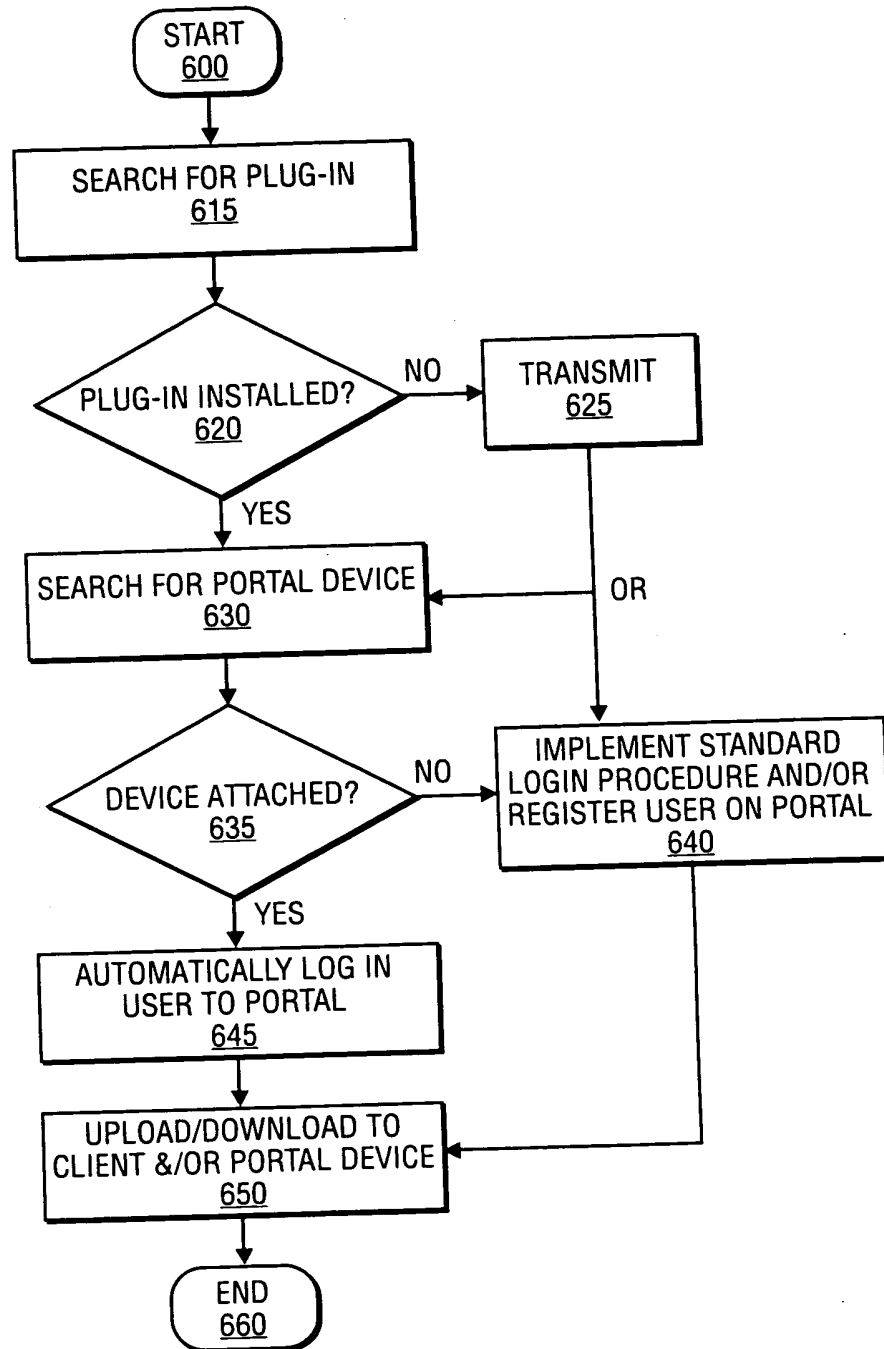 START
600
SEARCH FOR PLUG-IN
615
PLUG-IN INSTALLED?
620
NO
TRANSMIT
625
YES
SEARCH FOR PORTAL DEVICE
630
OR
DEVICE ATTACHED?
635
NO
IMPLEMENT STANDARD
LOGIN PROCEDURE AND/OR
REGISTER USER ON PORTAL
640
YES
AUTOMATICALLY LOG IN
USER TO PORTAL
645
UPLOAD/DOWNLOAD TO
CLIENT &/OR PORTAL DEVICE
650
END
660